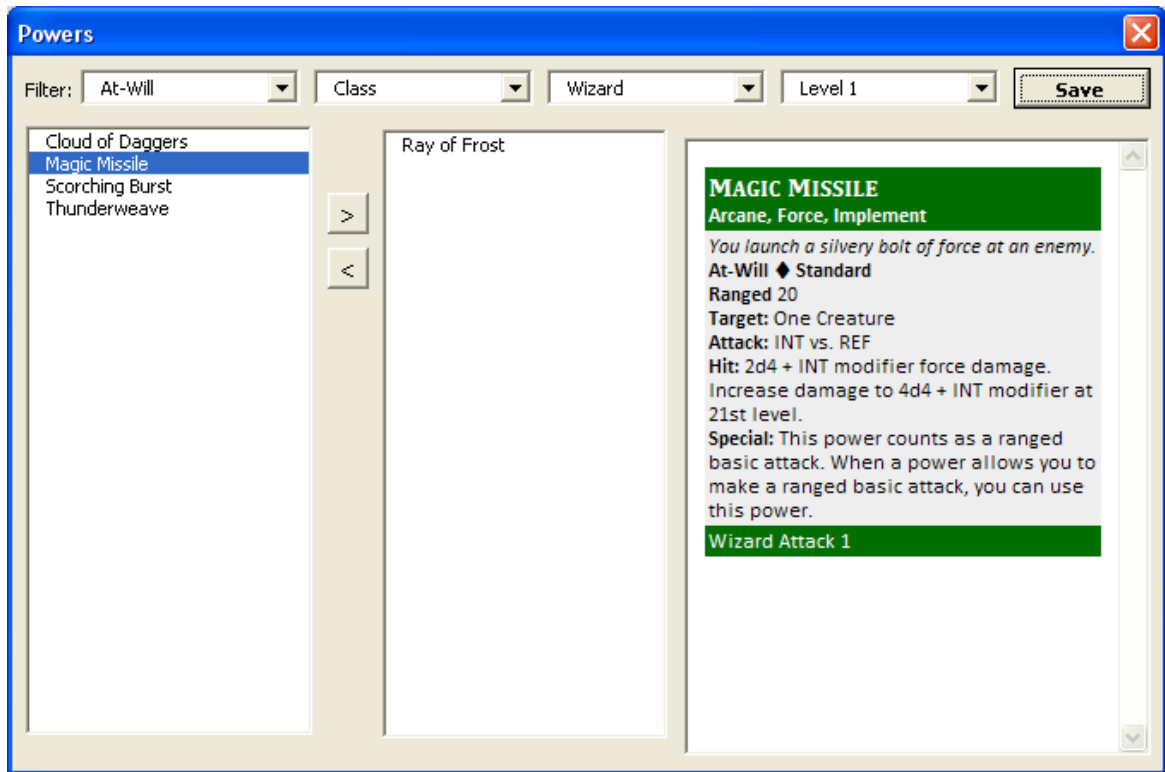 Powers
Filter: At-Will Class Wizard Level 1 Save
Cloud of Daggers
Magic Missile
Scorching Burst
Thunderweave
>
<
Ray of Frost
MAGIC MISSILE
Arcane, Force, Implement
You launch a silvery bolt of force at an enemy.
At-Will ♦ Standard
Ranged 20
Target: One Creature
Attack: INT vs. REF
Hit: 2d4 + INT modifier force damage.
Increase damage to 4d4 + INT modifier at
21st level.
Special: This power counts as a ranged
basic attack. When a power allows you to
make a ranged basic attack, you can use
this power.
Wizard Attack 1